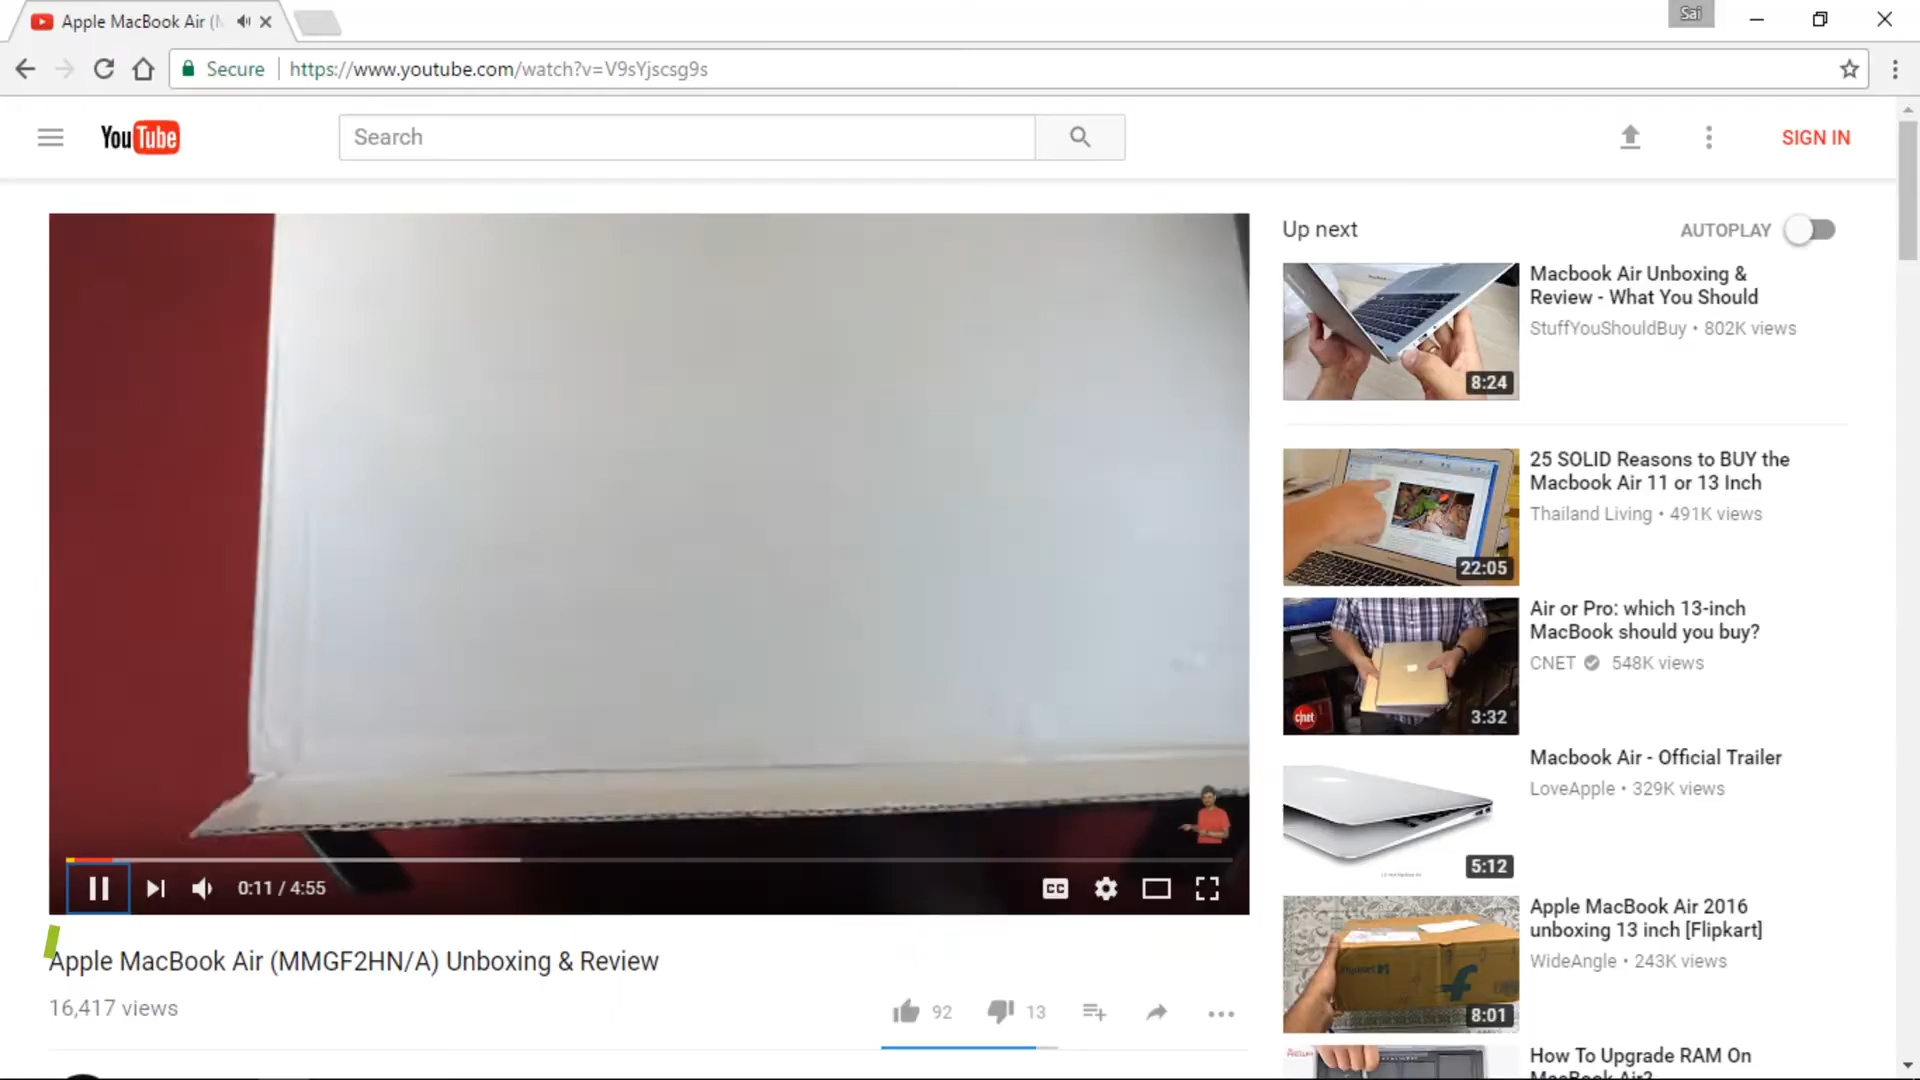 Apple MacBook Air (
Sai
Secure
https://www.youtube.com/watch?v=V9sYjscsg9s
YouTube
Search
SIGN IN
Up next
AUTOPLAY
Macbook Air Unboxing &
Review - What You Should
StuffYouShouldBuy • 802K views
8:24
25 SOLID Reasons to BUY the
Macbook Air 11 or 13 Inch
Thailand Living • 491K views
22:05
Air or Pro: which 13-inch
MacBook should you buy?
CNET 548K views
cnet
3:32
Macbook Air - Official Trailer
LoveApple • 329K views
5:12
Apple MacBook Air 2016
unboxing 13 inch [Flipkart]
WideAngle • 243K views
8:01
How To Upgrade RAM On
MacBook Air?
0:11 / 4:55
CC
Apple MacBook Air (MMGF2HN/A) Unboxing & Review
16,417 views
92
13